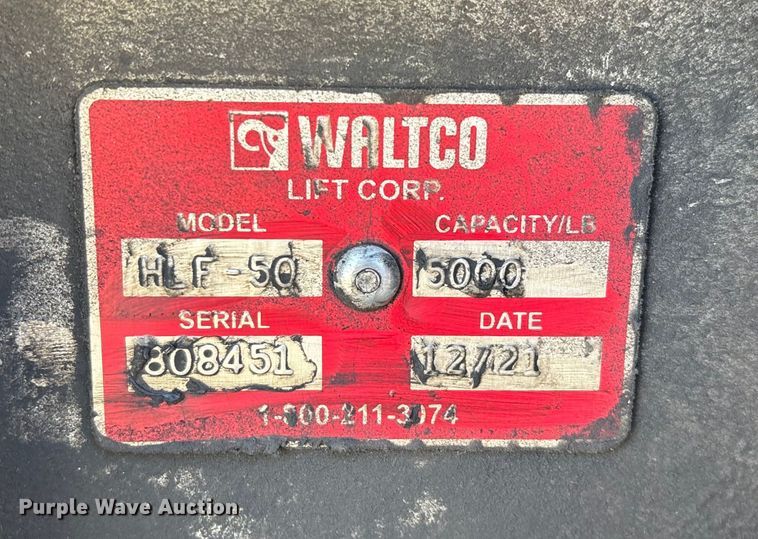 WALTCO
LIFT CORP.
MODEL CAPACITY/LB
HLF-50 5000
SERIAL DATE
808451 12/21
1-800-211-3074
Purple Wave Auction